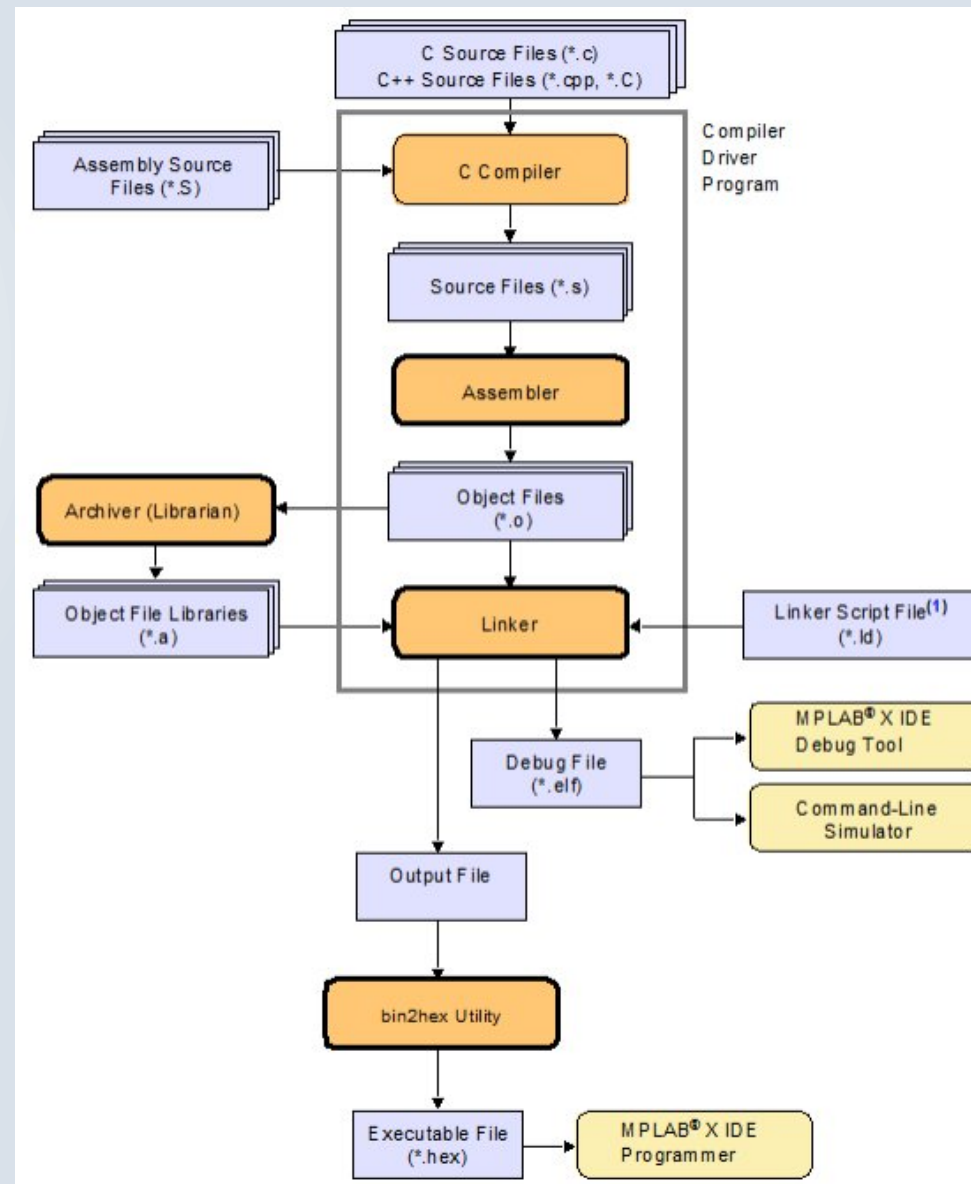 C Source Files (*.c)
C++ Source Files (*.cpp, *.C)
Compiler
Driver
Program
Assembly Source
Files (*.S)
C Compiler
Source Files (*.s)
Assembler
Archiver (Librarian)
Object Files
(*.o)
Object File Libraries
(*.a)
Linker
Linker Script File(1)
(*.ld)
Debug File
(*.elf)
MPLAB® X IDE
Debug Tool
Command-Line
Simulator
Output File
bin2hex Utility
Executable File
(*.hex)
MPLAB® X IDE
Programmer